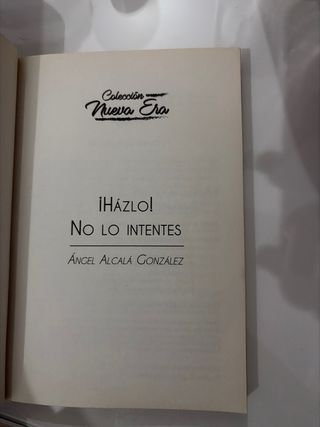 Colección
Nueva Era
¡HÁZLO!
NO LO INTENTES
ÁNGEL ALCALÁ GONZÁLEZ